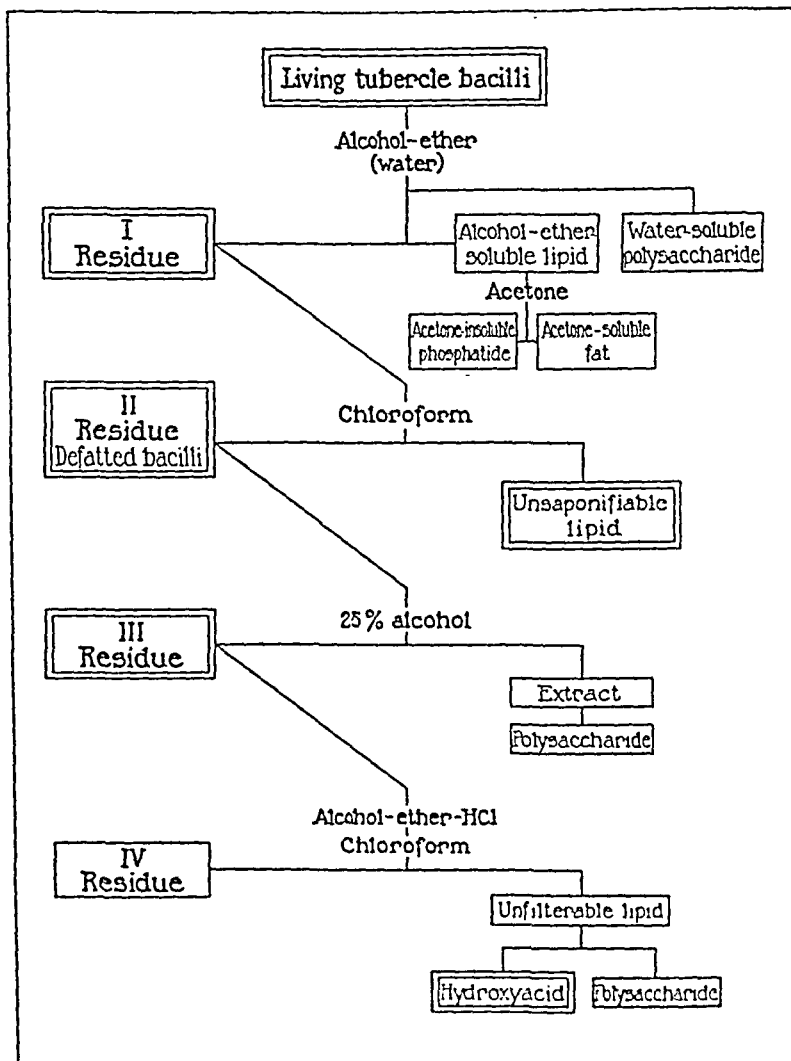 Living tubercle bacilli
Alcohol-ether
(water)
I
Residue
Alcohol-ether
soluble lipid
Water-soluble
polysaccharide
Acetone
Acetone-insoluble
phosphatide
Acetone-soluble
fat
II
Residue
Defatted bacilli
Chloroform
Unsaponifiable
lipid
III
Residue
25% alcohol
Extract
Polysaccharide
Alcohol-ether-HCl
Chloroform
IV
Residue
Unfilterable lipid
Hydroxyacid
Polysaccharide